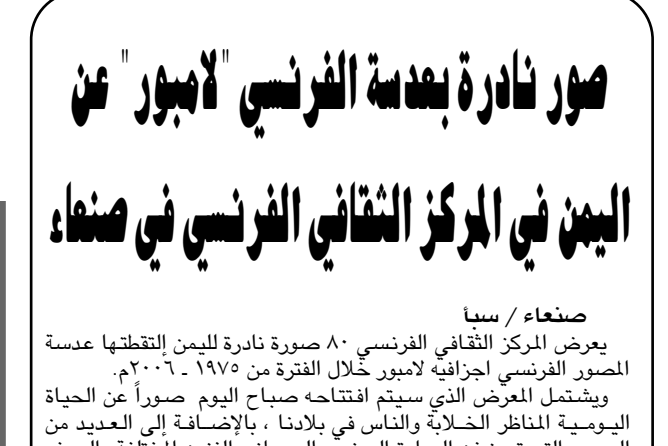 صور نادرة بعدسة الفرنسي "لامبور" عن
اليمن في المركز الثقافي الفرنسي في صنعاء
صنعاء / سبأ
يعرض المركز الثقافي الفرنسي ٨٠ صورة نادرة لليمن إلتقطتها عدسة
المصور الفرنسي اجزافيه لامبور خلال الفترة من ١٩٧٥ ـ ٢٠٠٦م.
ويشتمل المعرض الذي سيتم افتتاحه صباح اليوم صوراً عن الحياة
اليومية المناظر الخلابة والناس في بلادنا ، بالإضافة إلى العديد من